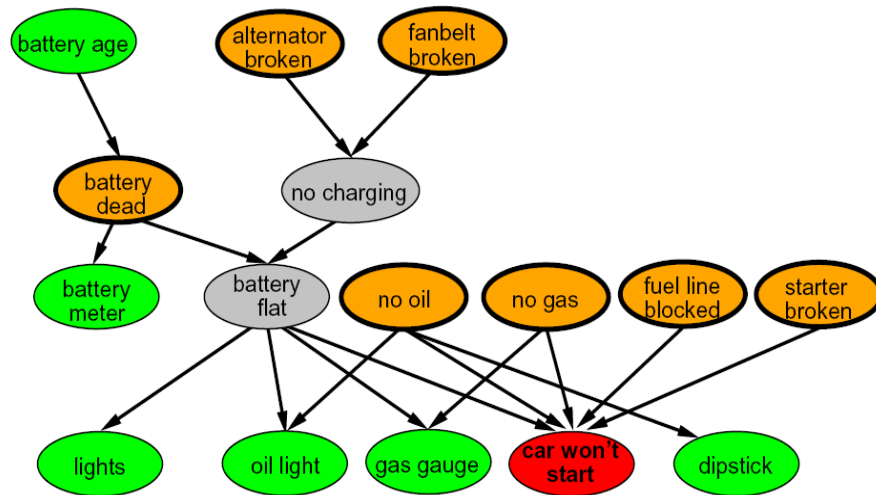 battery age
alternator
broken
fanbelt
broken
battery
dead
no charging
battery
meter
battery
flat
no oil
no gas
fuel line
blocked
starter
broken
lights
oil light
gas gauge
car won't
start
dipstick